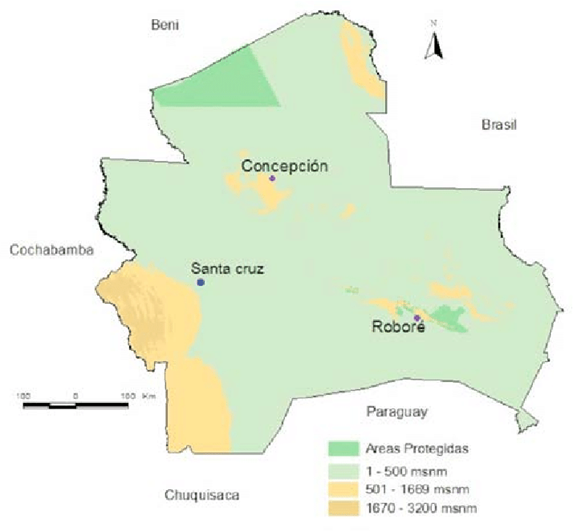 Beni
N
Brasil
Concepción
Cochabamba
Santa cruz
Roboré
100 0 100 Km
Paraguay
Areas Protegidas
1 - 500 msnm
501 - 1669 msnm
1670 - 3200 msnm
Chuquisaca